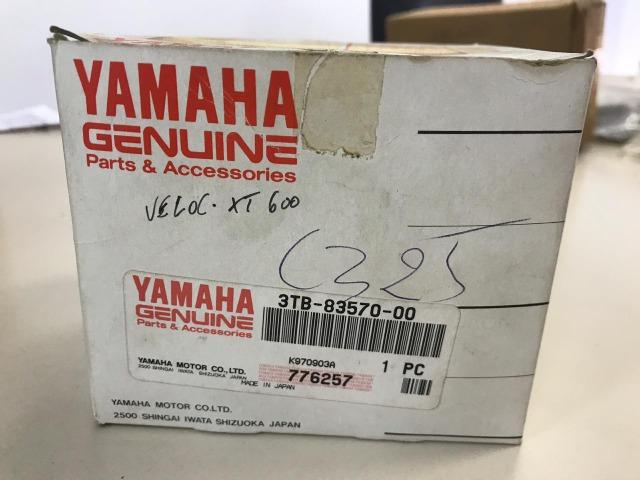 YAMAHA
GENUINE
Parts & Accessories
VELOC. XT 600
C325
YAMAHA
GENUINE
Parts & Accessories
3TB-83570-00
YAMAHA MOTOR CO.,LTD.
2500 SHINGAI IWATA SHIZUOKA JAPAN
MADE IN JAPAN
K970903A
776257
1 PC
YAMAHA MOTOR CO.LTD.
2500 SHINGAI IWATA SHIZUOKA JAPAN